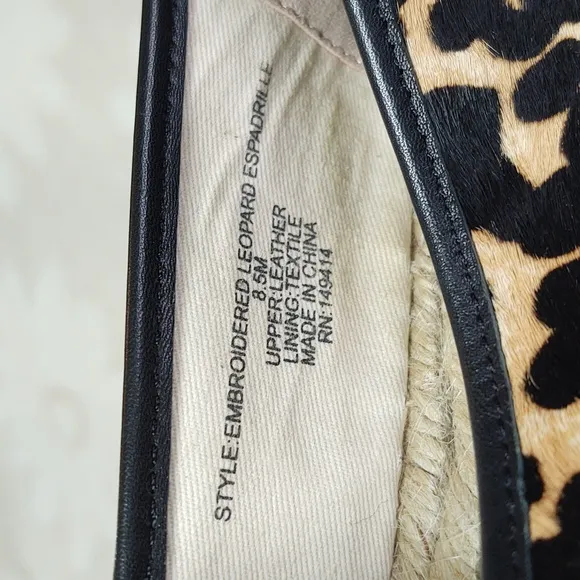 STYLE:EMBROIDERED LEOPARD ESPADRILLE
8.5M
UPPER:LEATHER
LINING:TEXTILE
MADE IN CHINA
RN:149414